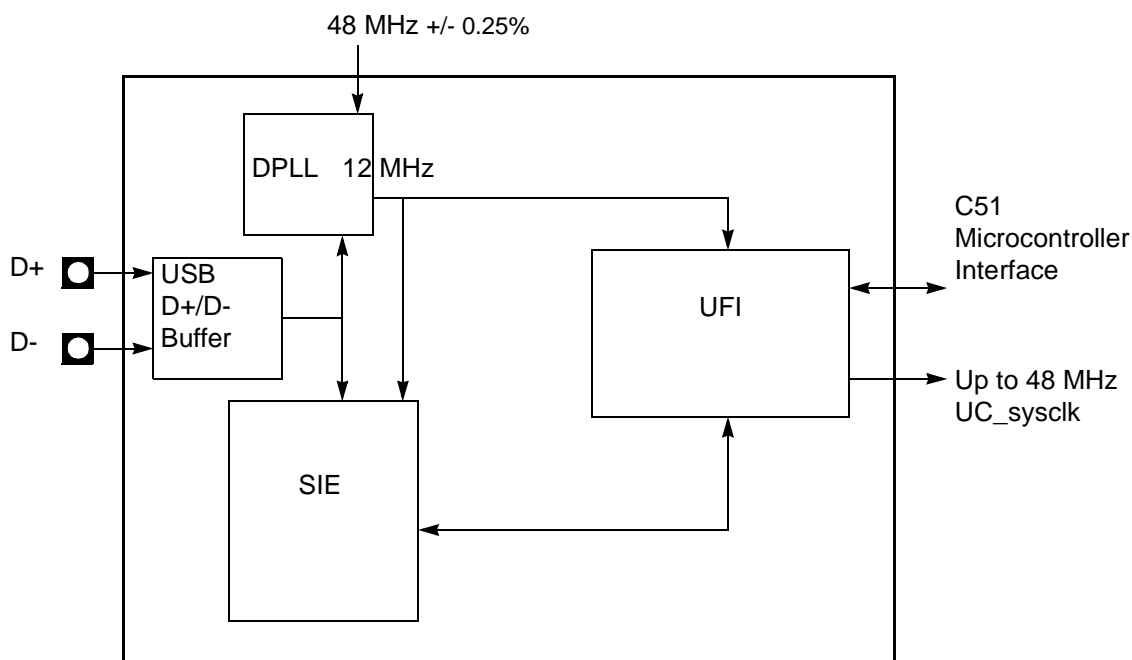 48 MHz +/- 0.25%
DPLL 12 MHz
D+
USB
D+/D-
Buffer
D-
UFI
C51
Microcontroller
Interface
Up to 48 MHz
UC_sysclk
SIE